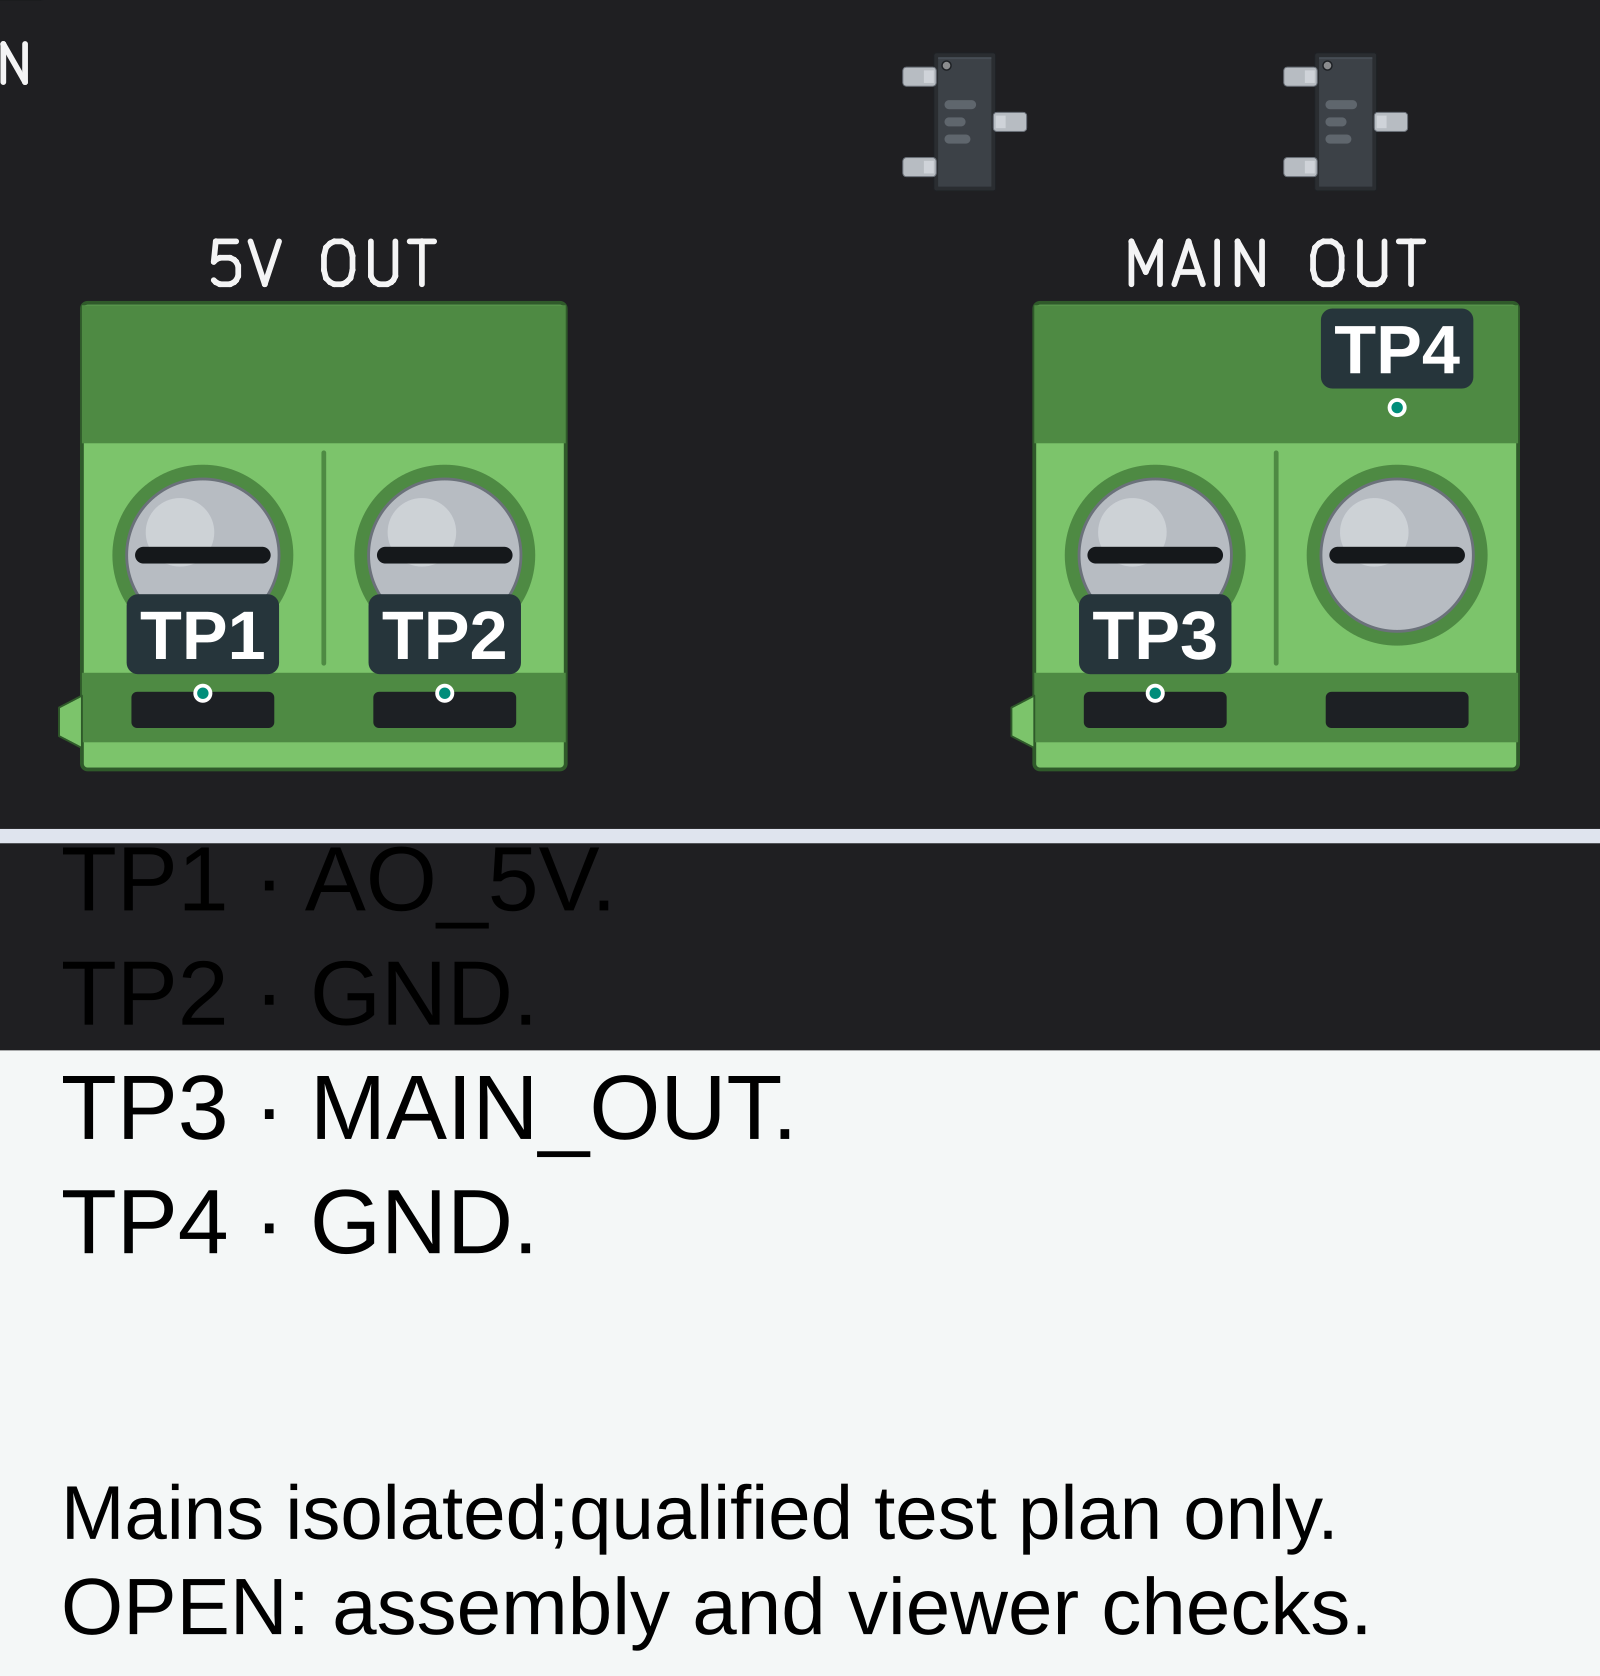 N
5V OUT
MAIN OUT
TP4
TP1
TP2
TP3
TP1 · AO_5V.
TP2 · GND.
TP3 · MAIN_OUT.
TP4 · GND.
Mains isolated;qualified test plan only.
OPEN: assembly and viewer checks.